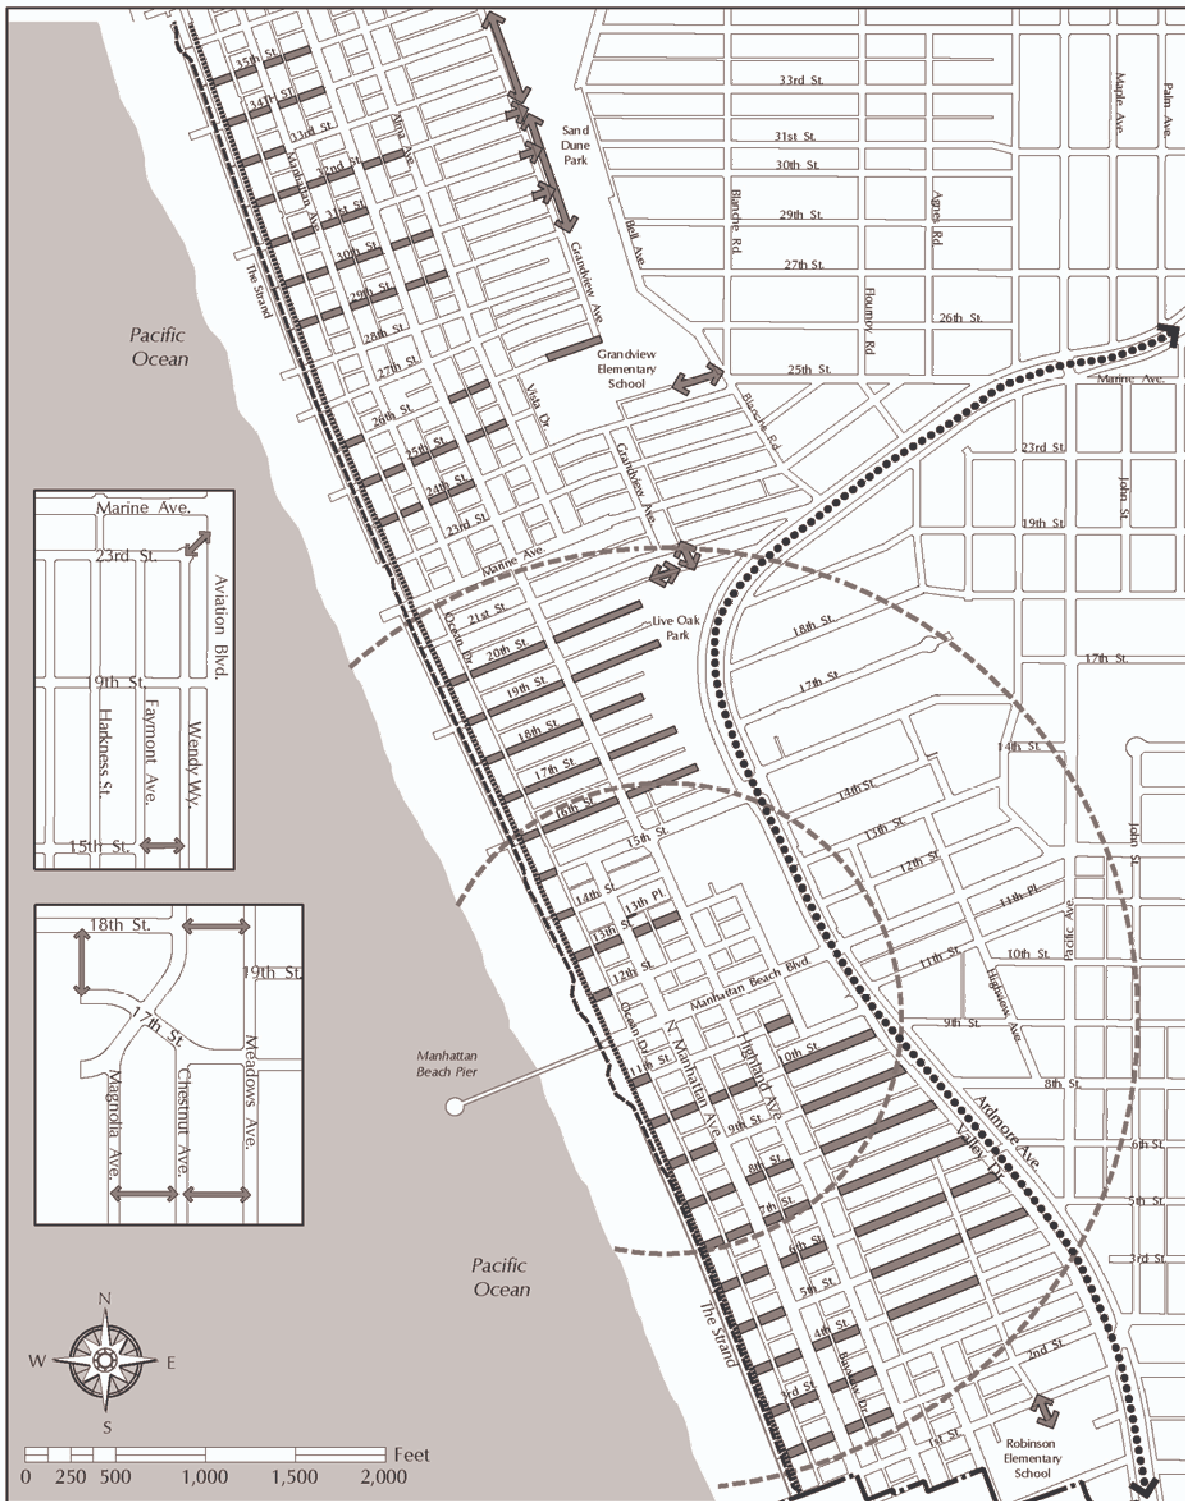 35th St.
34TH St.
33rd St.
32nd St.
31st St.
30th St.
29th St.
28th St.
27th St.
26th St.
25th St.
24th St.
23rd St.
Manhattan Ave.
Alma Ave.
The Strand
Sand
Dune
Park
Grandview Ave.
Bell Ave.
33rd St.
31st St.
30th St.
29th St.
27th St.
26th St.
25th St.
Blanche Rd.
Agnes Rd.
Flournoy Rd
Maple Ave.
Palm Ave.
Pacific
Ocean
Grandview
Elementary
School
Vista Dr.
Blanche Rd
Grandview Ave.
Marine Ave.
23rd St.
19th St.
John St.
Marine Ave.
21st St.
20th St.
19th St.
18th St.
17th St.
16th St.
15th St
Ocean Dr.
Live Oak
Park
18th St.
17th St.
17th St.
14th St.
14th St.
13th St.
12th St.
11th Pl.
11th St.
10th St.
9th St.
8th St.
6th St.
5th St.
3rd St.
John St.
Pacific Ave.
Highview Ave.
14th St.
13th Pl.
13th St.
12th St.
Manhattan Beach Blvd.
Ocean Dr.
11th St.
10th St.
N Manhattan Ave
Highland Ave.
9th St.
8th St.
7th St.
6th St.
5th St.
4th St.
3rd St.
2nd St.
1st St.
Bayview Dr.
Ardmore Ave.
Valley Dr.
The Strand
Manhattan
Beach Pier
Robinson
Elementary
School
Pacific
Ocean
Marine Ave.
23rd St.
Aviation Blvd.
9th St.
Harkness St.
Faymont Ave.
Wendy Wy.
15th St.
18th St.
19th St.
17th St.
Magnolia Ave.
Chestnut Ave.
Meadows Ave.
N
W
E
S
Feet
0 250 500 1,000 1,500 2,000